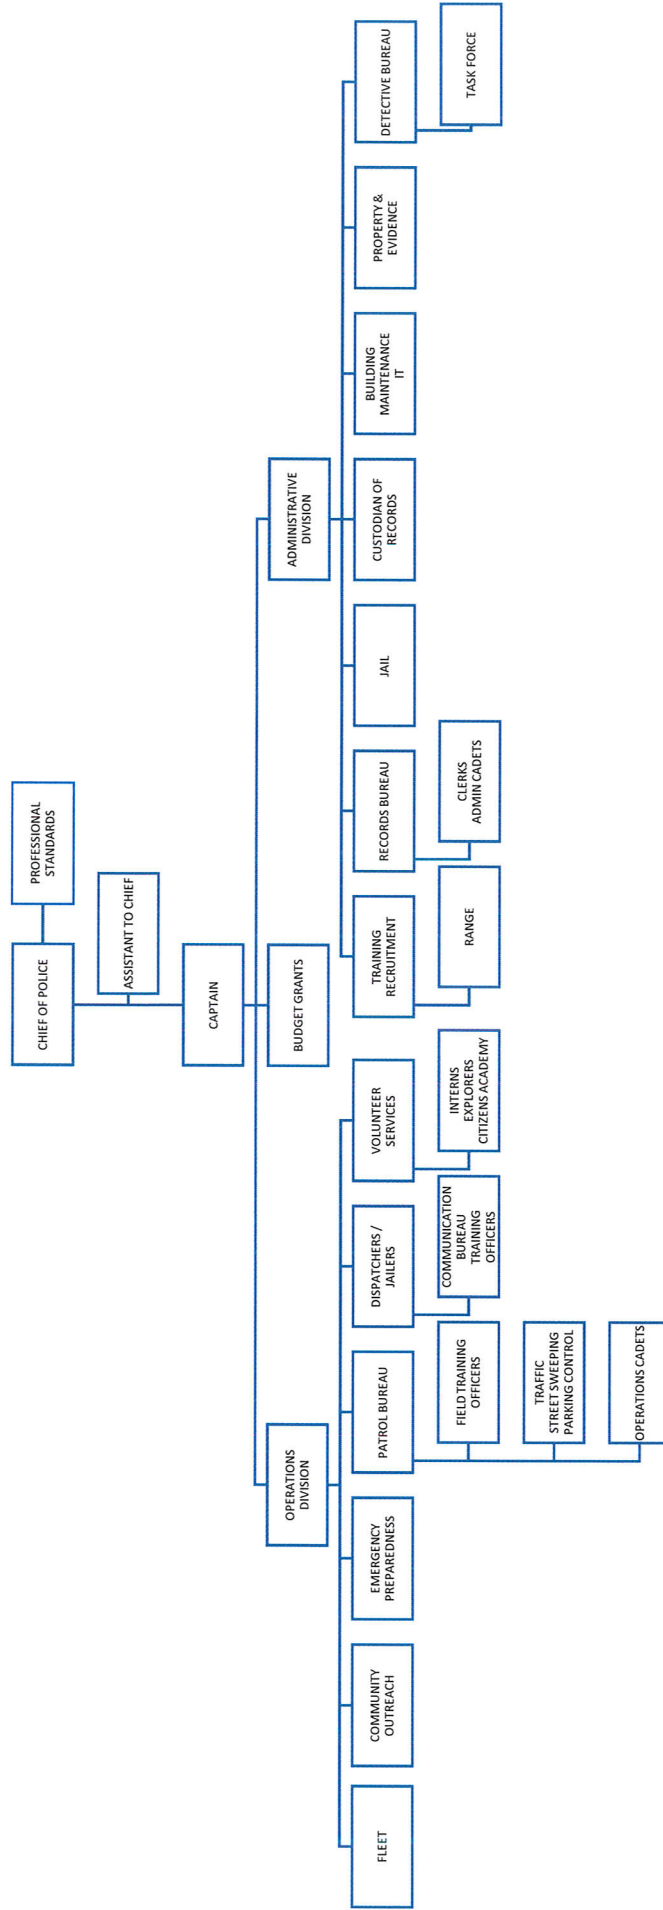 CHIEF OF POLICE
PROFESSIONAL
STANDARDS
ASSISTANT TO CHIEF
CAPTAIN
OPERATIONS
DIVISION
BUDGET GRANTS
ADMINISTRATIVE
DIVISION
FLEET
COMMUNITY
OUTREACH
EMERGENCY
PREPAREDNESS
PATROL BUREAU
DISPATCHERS /
JAILERS
VOLUNTEER
SERVICES
TRAINING
RECRUITMENT
RECORDS BUREAU
JAIL
CUSTODIAN OF
RECORDS
BUILDING
MAINTENANCE
IT
PROPERTY &
EVIDENCE
DETECTIVE BUREAU
FIELD TRAINING
OFFICERS
COMMUNICATION
BUREAU
TRAINING
OFFICERS
INTERNS
EXPLORERS
CITIZENS ACADEMY
RANGE
CLERKS
ADMIN CADETS
TASK FORCE
TRAFFIC
STREET SWEEPING
PARKING CONTROL
OPERATIONS CADETS